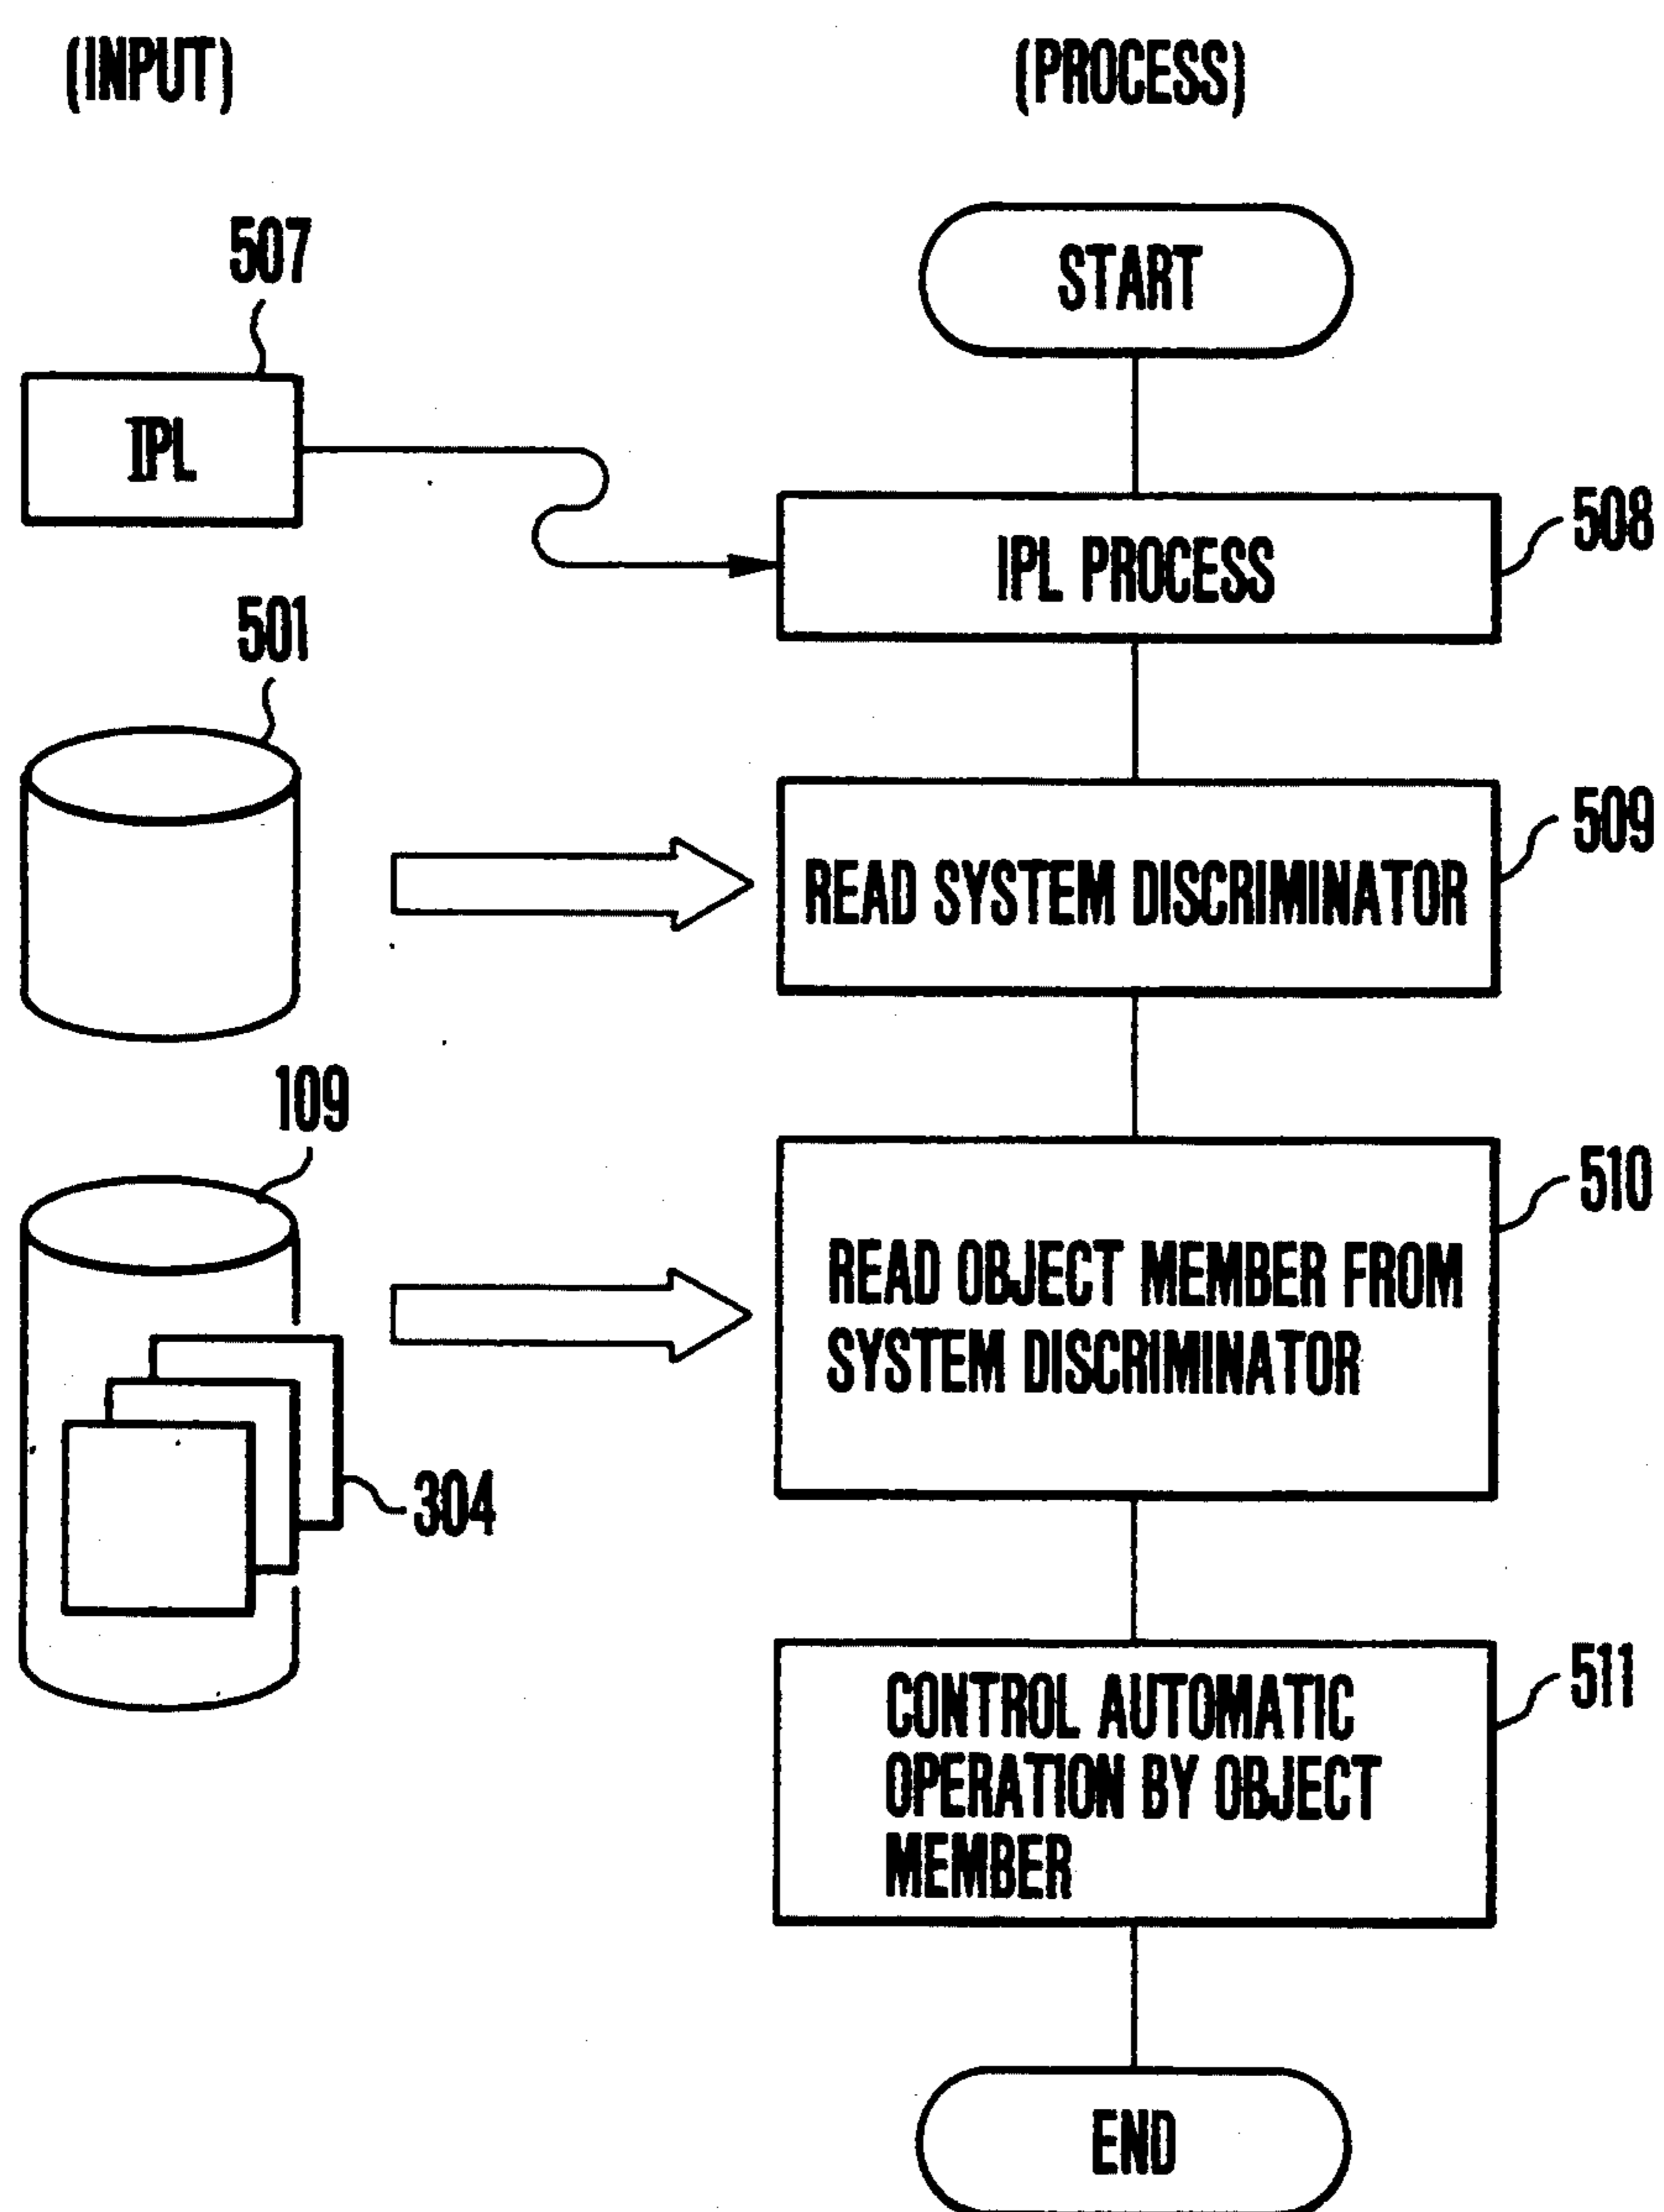 (INPUT)
(PROCESS)
START
507
IPL
IPL PROCESS
508
501
READ SYSTEM DISCRIMINATOR
509
109
READ OBJECT MEMBER FROM
SYSTEM DISCRIMINATOR
510
304
CONTROL AUTOMATIC
OPERATION BY OBJECT
MEMBER
511
END